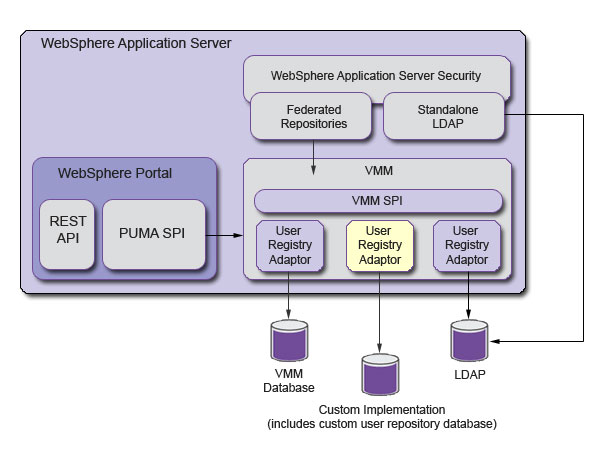 WebSphere Application Server
WebSphere Application Server Security
Federated
Repositories
Standalone
LDAP
WebSphere Portal
REST
API
PUMA SPI
VMM
VMM SPI
User
Registry
Adaptor
User
Registry
Adaptor
User
Registry
Adaptor
VMM
Database
LDAP
Custom Implementation
(includes custom user repository database)